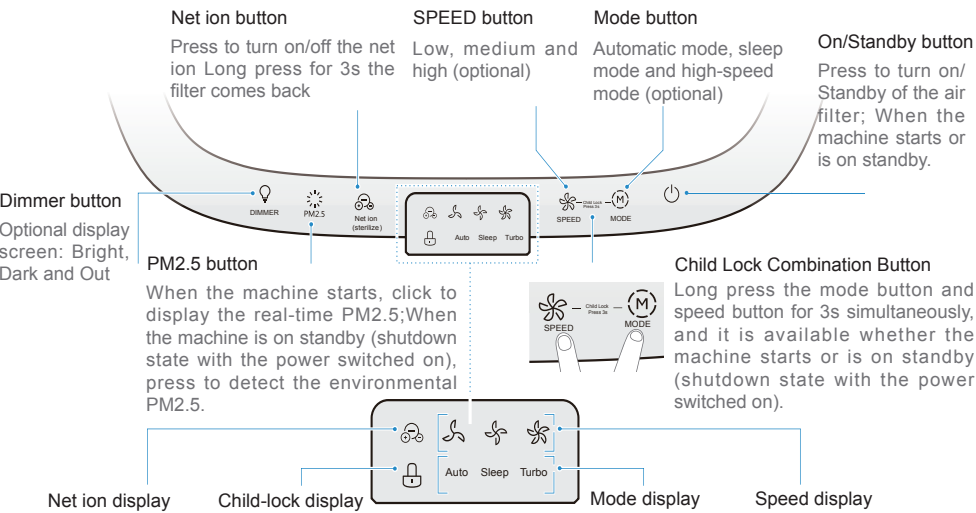 Net ion button
Press to turn on/off the net
ion Long press for 3s the
filter comes back
SPEED button
Low, medium and
high (optional)
Mode button
Automatic mode, sleep
mode and high-speed
mode (optional)
On/Standby button
Press to turn on/
Standby of the air
filter; When the
machine starts or
is on standby.
Dimmer button
Optional display
screen: Bright,
Dark and Out
DIMMER
PM2.5
Net ion
(sterilize)
Auto Sleep Turbo
SPEED
Child Lock
Press 3s
M
MODE
PM2.5 button
When the machine starts, click to
display the real-time PM2.5;When
the machine is on standby (shutdown
state with the power switched on),
press to detect the environmental
PM2.5.
SPEED
Child Lock
Press 3s
M
MODE
Child Lock Combination Button
Long press the mode button and
speed button for 3s simultaneously,
and it is available whether the
machine starts or is on standby
(shutdown state with the power
switched on).
Auto Sleep Turbo
Net ion display
Child-lock display
Mode display
Speed display